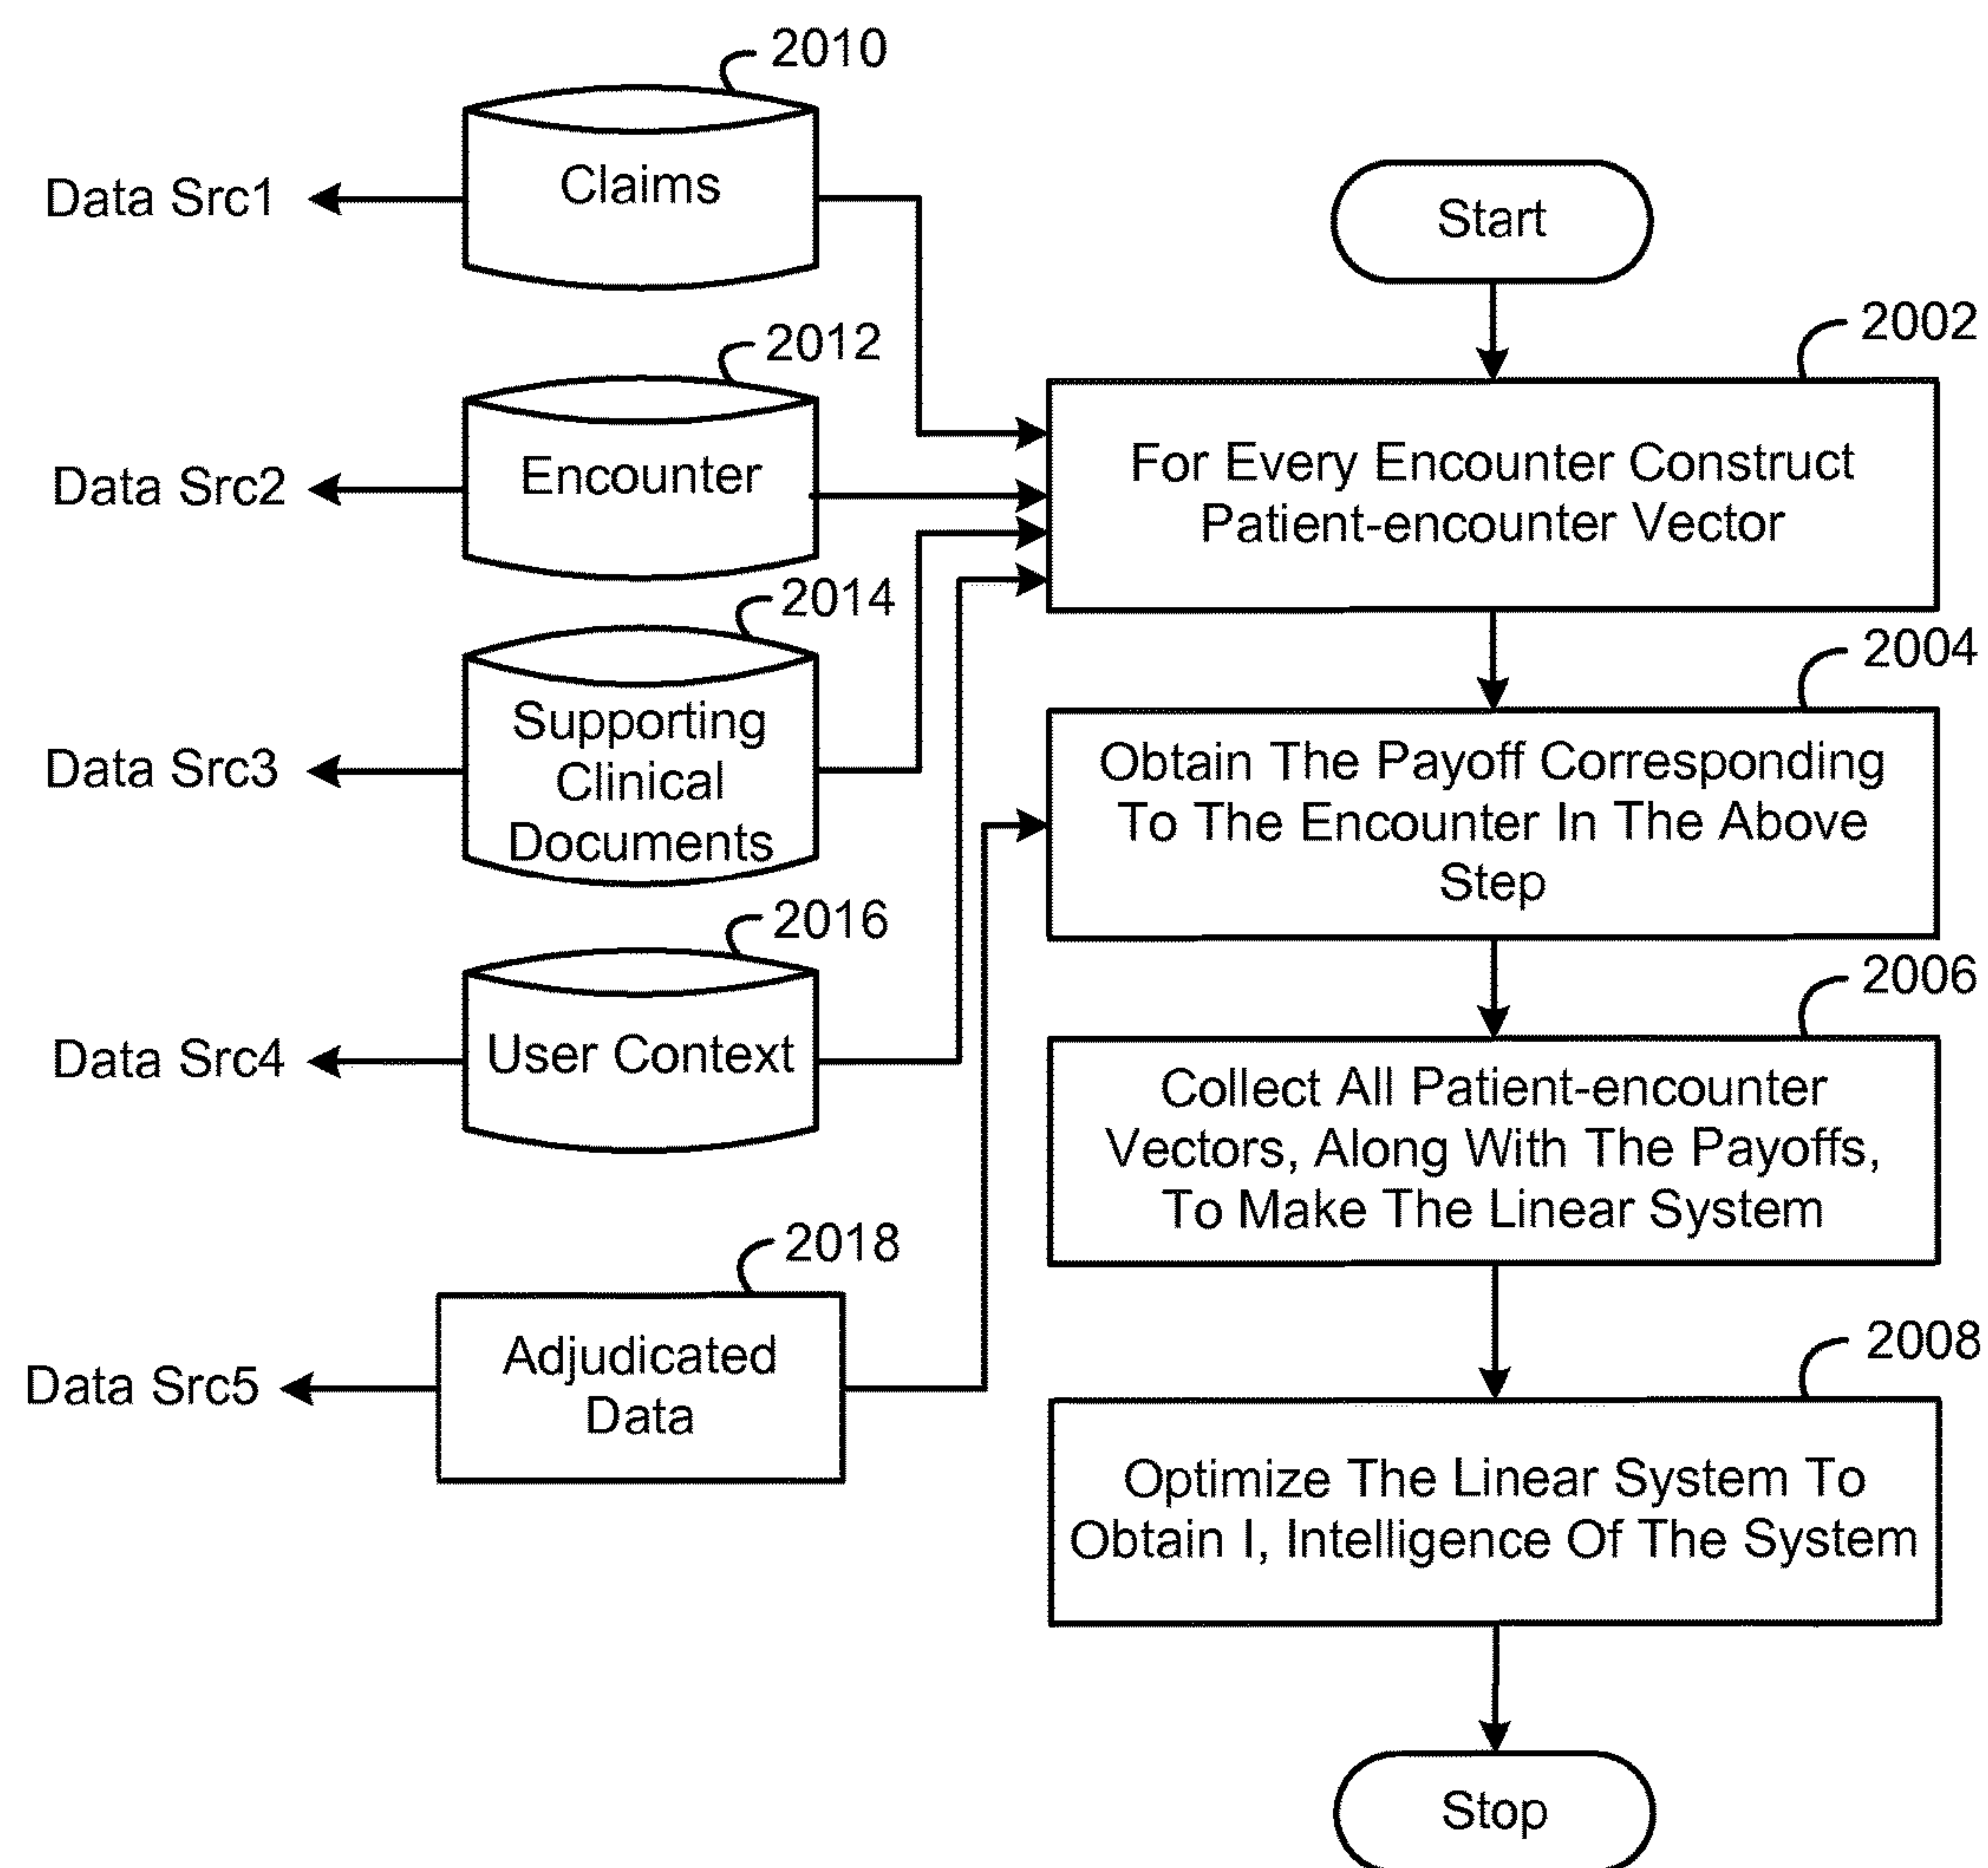 2010
Claims
Data Src1
2012
Encounter
Data Src2
2014
Supporting
Clinical
Documents
Data Src3
2016
User Context
Data Src4
2018
Adjudicated
Data
Data Src5
Start
2002
For Every Encounter Construct
Patient-encounter Vector
2004
Obtain The Payoff Corresponding
To The Encounter In The Above
Step
2006
Collect All Patient-encounter
Vectors, Along With The Payoffs,
To Make The Linear System
2008
Optimize The Linear System To
Obtain I, Intelligence Of The System
Stop